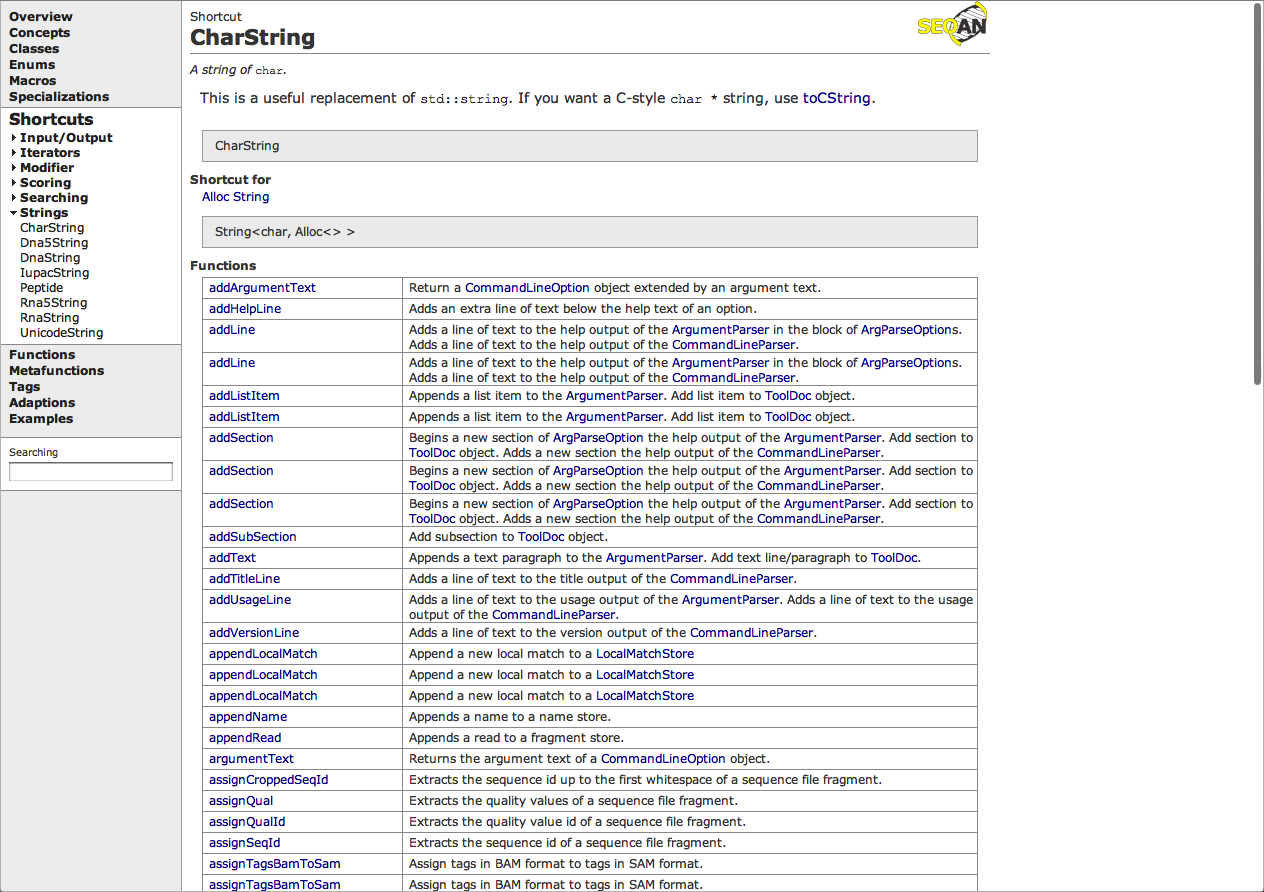 Overview
Concepts
Classes
Enums
Macros
Specializations
Shortcuts
Input/Output
Iterators
Modifier
Scoring
Searching
Strings
CharString
Dna5String
DnaString
IupacString
Peptide
Rna5String
RnaString
UnicodeString
Functions
Metafunctions
Tags
Adaptions
Examples
Searching
Shortcut
CharString
SEQAN
A string of char.
This is a useful replacement of std::string. If you want a C-style char * string, use toCString.
CharString
Shortcut for
Alloc String
String<char, Alloc<> >
Functions
addArgumentText Return a CommandLineOption object extended by an argument text.
addHelpLine Adds an extra line of text below the help text of an option.
addLine Adds a line of text to the help output of the ArgumentParser in the block of ArgParseOptions.
Adds a line of text to the help output of the CommandLineParser.
addLine Adds a line of text to the help output of the ArgumentParser in the block of ArgParseOptions.
Adds a line of text to the help output of the CommandLineParser.
addListItem Appends a list item to the ArgumentParser. Add list item to ToolDoc object.
addListItem Appends a list item to the ArgumentParser. Add list item to ToolDoc object.
addSection Begins a new section of ArgParseOption the help output of the ArgumentParser. Add section to
ToolDoc object. Adds a new section the help output of the CommandLineParser.
addSection Begins a new section of ArgParseOption the help output of the ArgumentParser. Add section to
ToolDoc object. Adds a new section the help output of the CommandLineParser.
addSection Begins a new section of ArgParseOption the help output of the ArgumentParser. Add section to
ToolDoc object. Adds a new section the help output of the CommandLineParser.
addSubSection Add subsection to ToolDoc object.
addText Appends a text paragraph to the ArgumentParser. Add text line/paragraph to ToolDoc.
addTitleLine Adds a line of text to the title output of the CommandLineParser.
addUsageLine Adds a line of text to the usage output of the ArgumentParser. Adds a line of text to the usage
output of the CommandLineParser.
addVersionLine Adds a line of text to the version output of the CommandLineParser.
appendLocalMatch Append a new local match to a LocalMatchStore
appendLocalMatch Append a new local match to a LocalMatchStore
appendLocalMatch Append a new local match to a LocalMatchStore
appendName Appends a name to a name store.
appendRead Appends a read to a fragment store.
argumentText Returns the argument text of a CommandLineOption object.
assignCroppedSeqId Extracts the sequence id up to the first whitespace of a sequence file fragment.
assignQual Extracts the quality values of a sequence file fragment.
assignQualId Extracts the quality value id of a sequence file fragment.
assignSeqId Extracts the sequence id of a sequence file fragment.
assignTagsBamToSam Assign tags in BAM format to tags in SAM format.
assignTagsBamToSam Assign tags in BAM format to tags in SAM format.